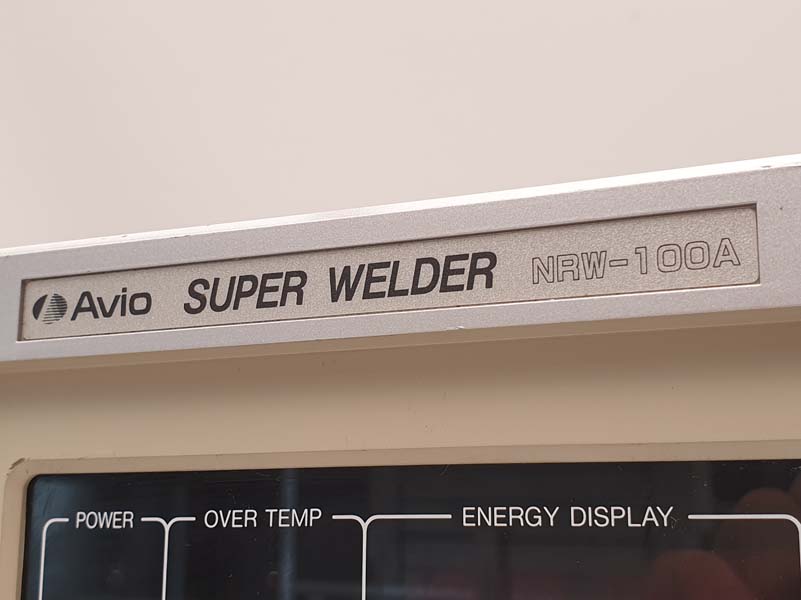 Avio SUPER WELDER NRW-100A
POWER OVER TEMP ENERGY DISPLAY